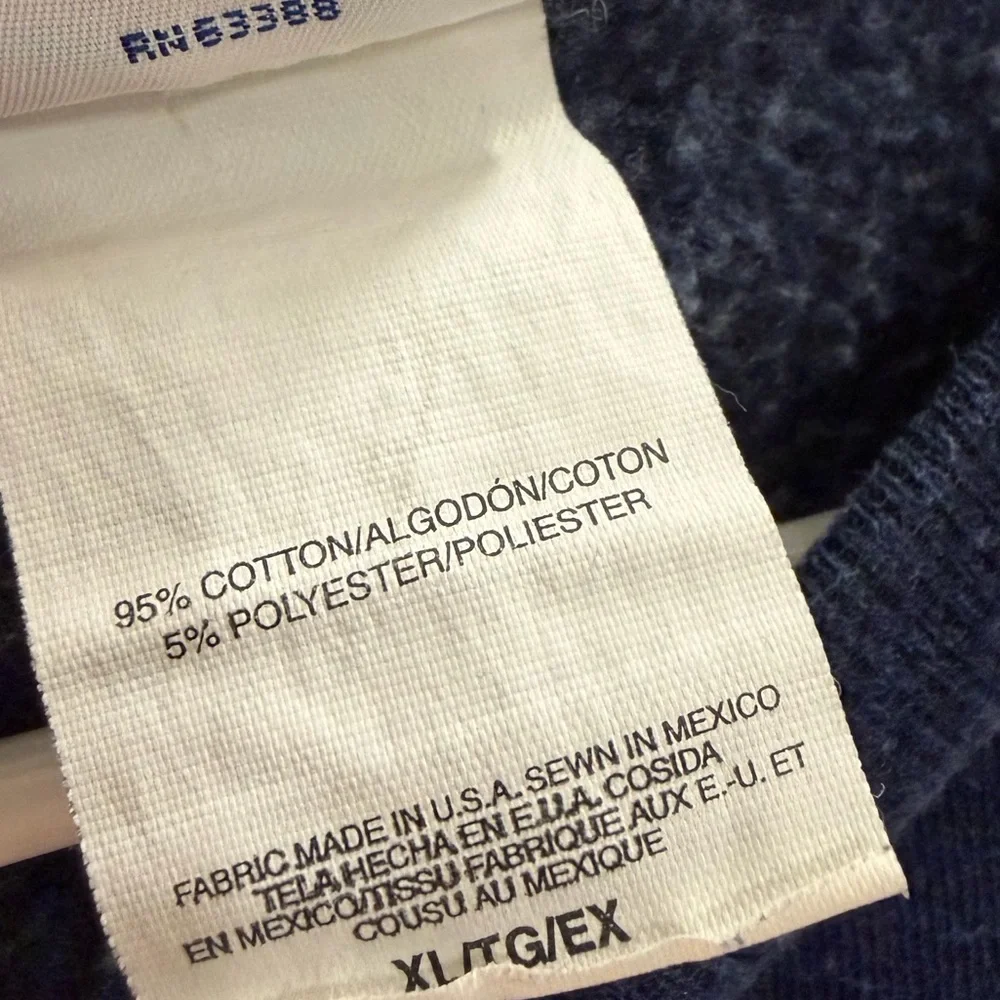 RN63388
95% COTTON/ALGODÓN/COTON
5% POLYESTER/POLIESTER
FABRIC MADE IN U.S.A. SEWN IN MEXICO
TELA HECHA EN E.U.A. COSIDA
EN MEXICO/TISSU FABRIQUE AUX E.-U. ET
COUSU AU MEXIQUE
XL/TG/EX